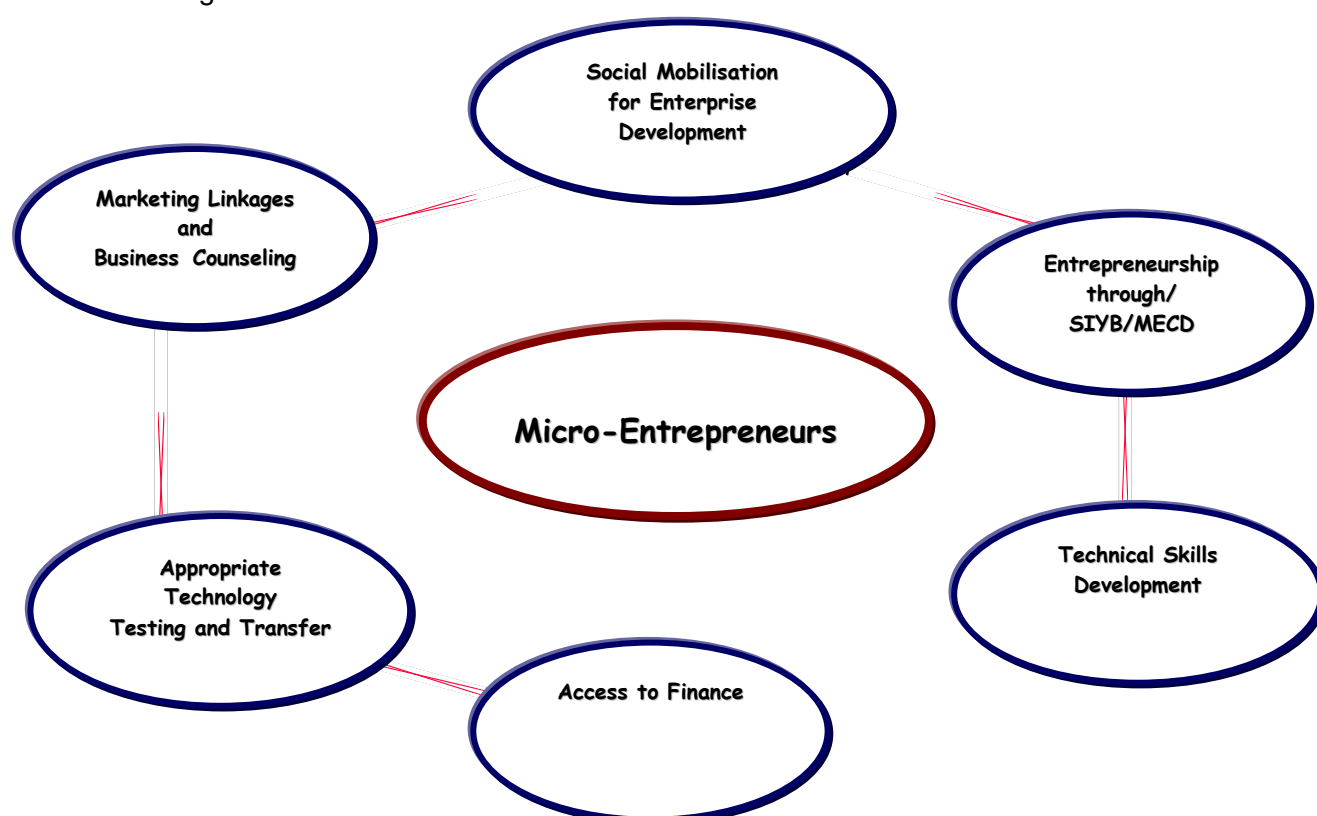 Social Mobilisation
for Enterprise
Development
Marketing Linkages
and
Business Counseling
Entrepreneurship
through/
SIYB/MECD
Micro-Entrepreneurs
Technical Skills
Development
Appropriate
Technology
Testing and Transfer
Access to Finance